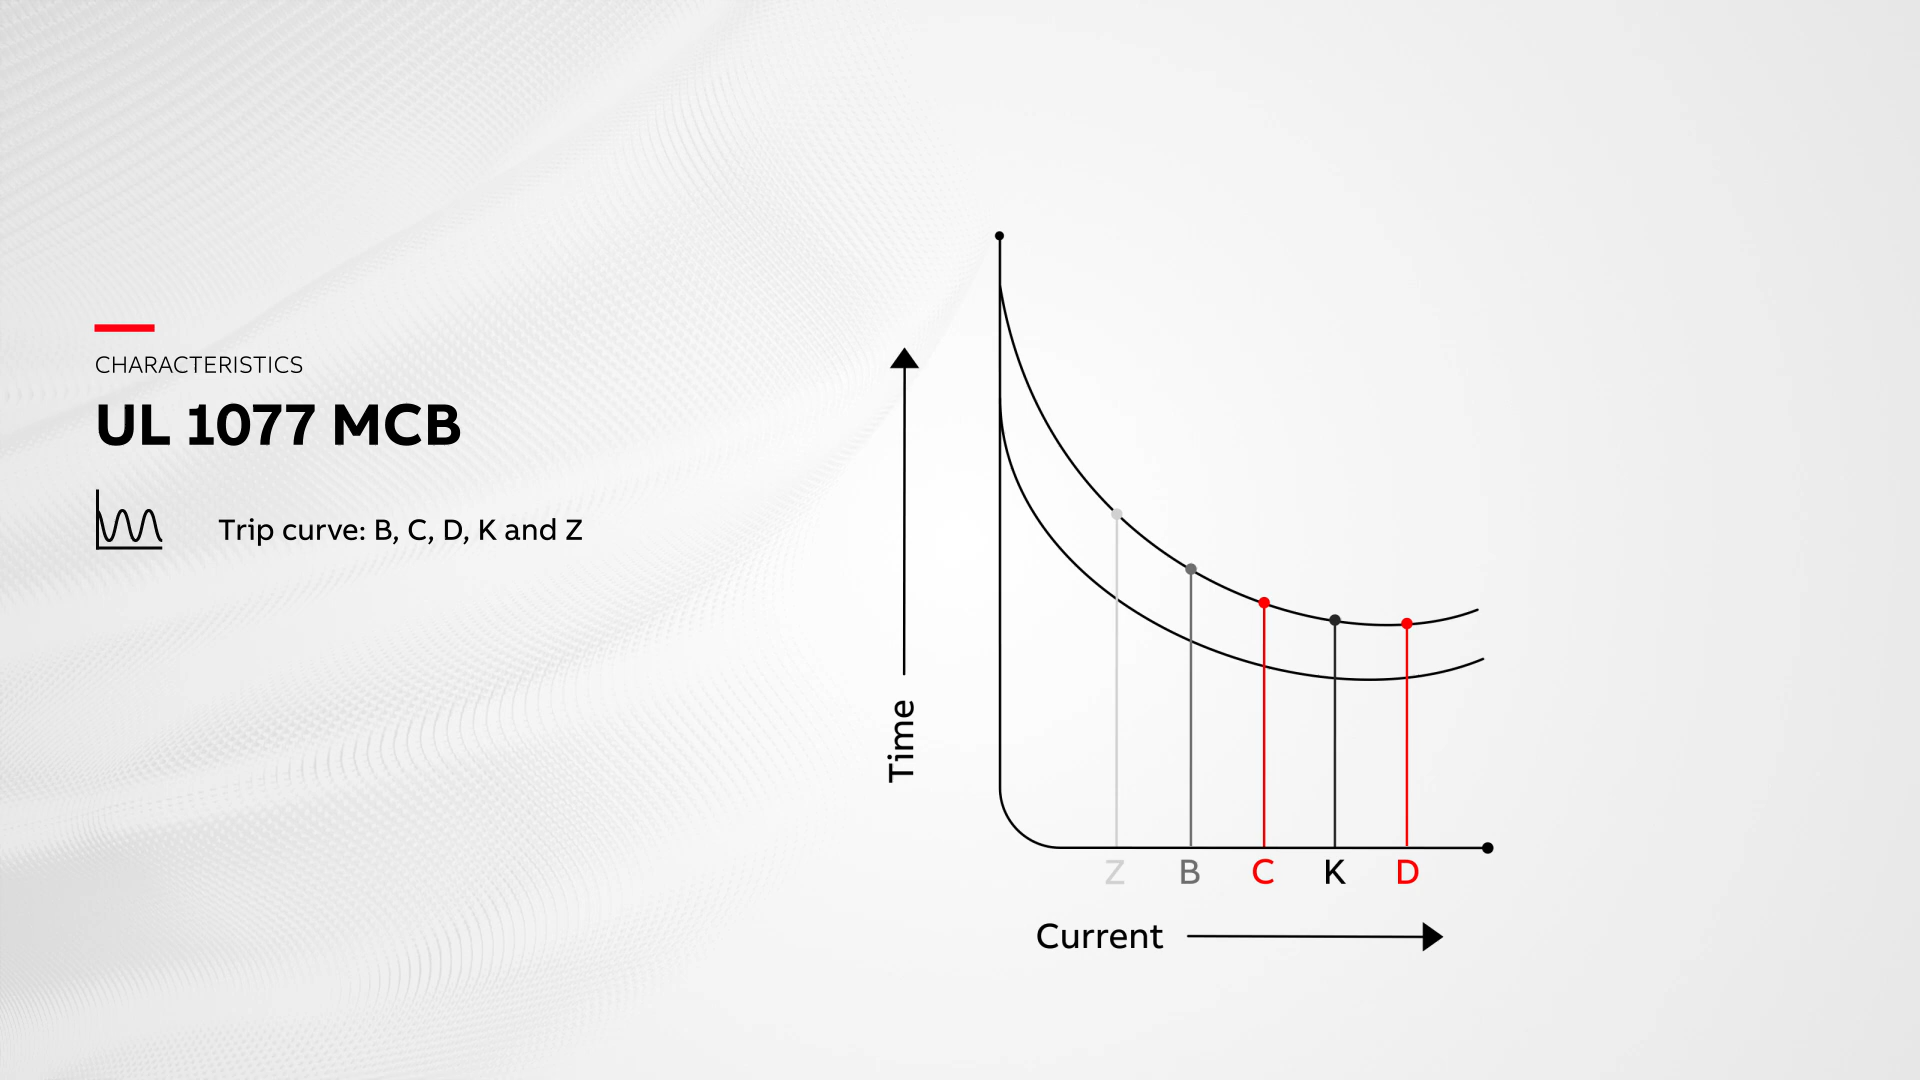 CHARACTERISTICS
UL 1077 MCB
Trip curve: B, C, D, K and Z
Time
Z B C K D
Current